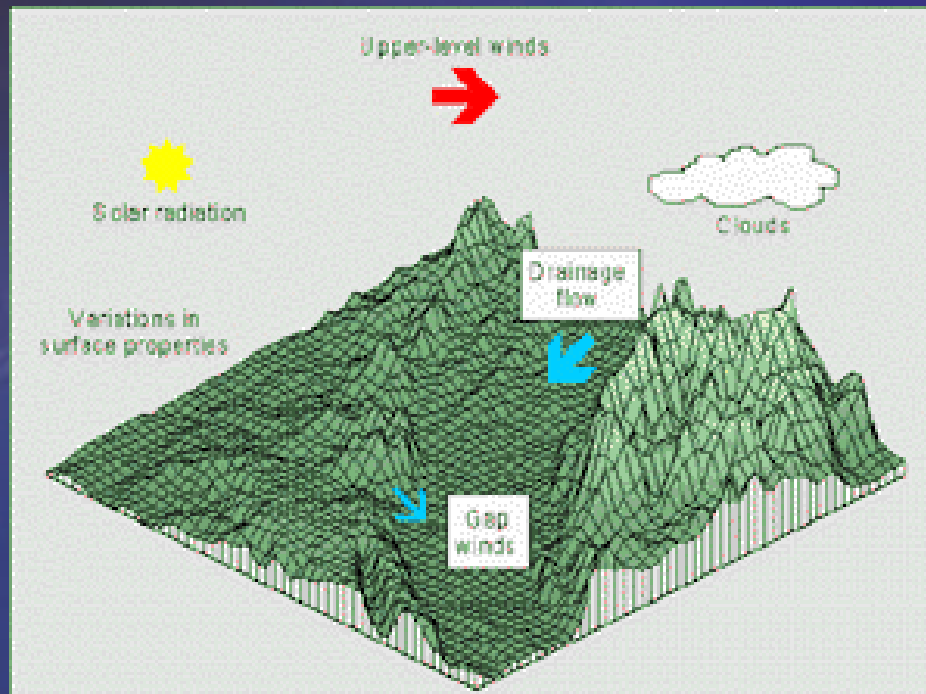 Upper-level winds
Solar radiation
Clouds
Drainage
flow
Variations in
surface properties
Gap
winds